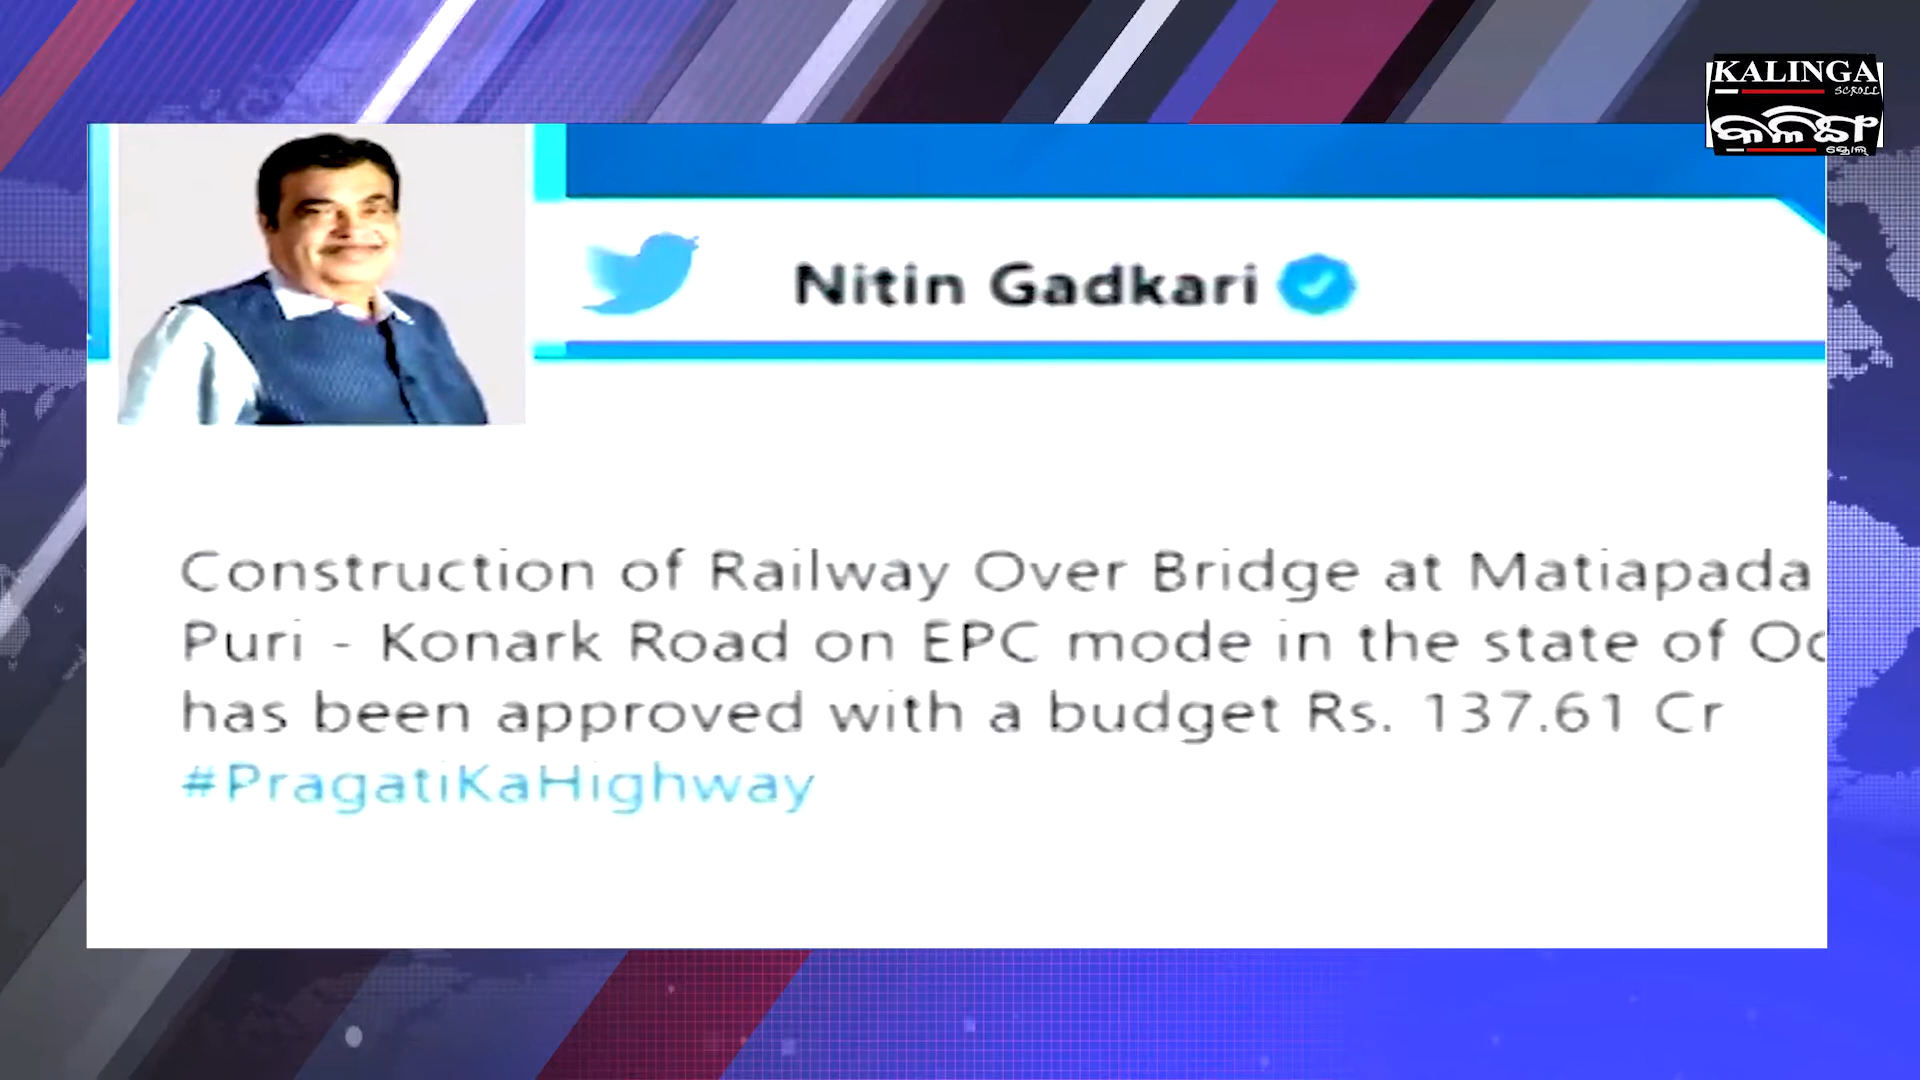 KALINGA
SCROLL
କଳିଙ୍ଗ
ସ୍କ୍ରୋଲ୍
Nitin Gadkari
Construction of Railway Over Bridge at Matiapada
Puri - Konark Road on EPC mode in the state of
has been approved with a budget Rs. 137.61 Cr
#PragatiKaHighway